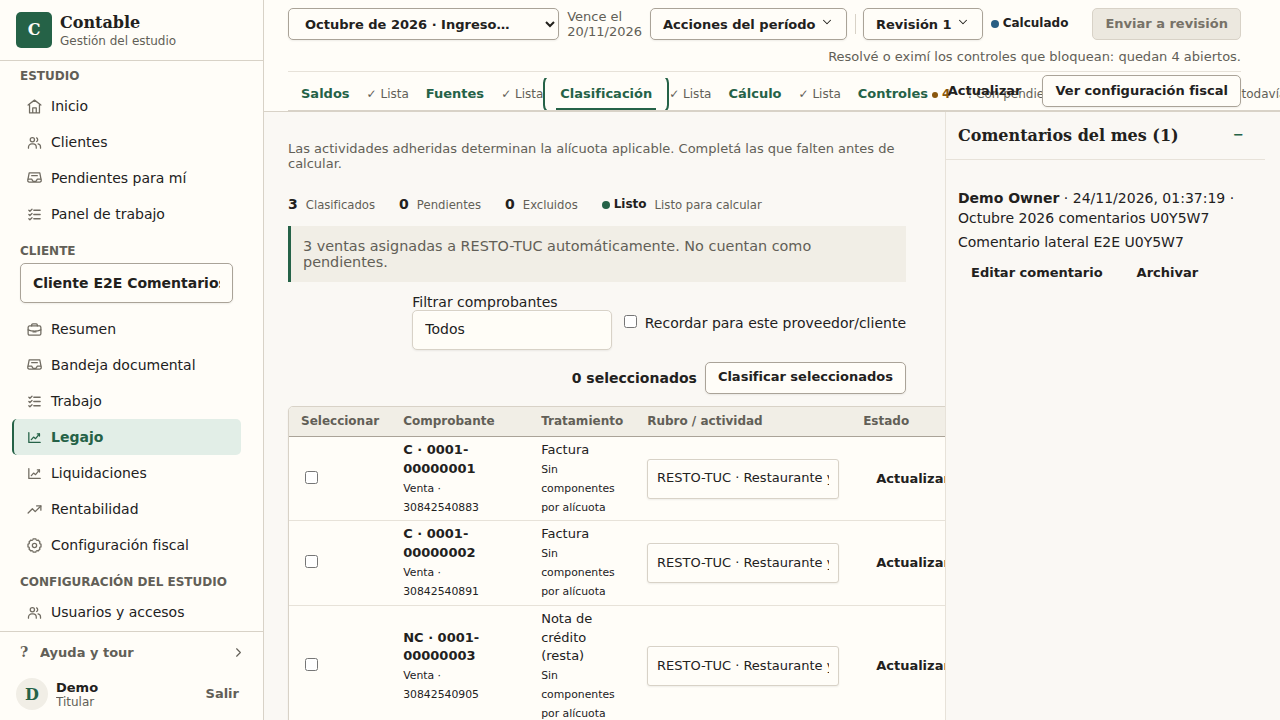 C
Contable
Gestión del estudio
ESTUDIO
Inicio
Clientes
Pendientes para mí
Panel de trabajo
CLIENTE
Cliente E2E Comentarios
Resumen
Bandeja documental
Trabajo
Legajo
Liquidaciones
Rentabilidad
Configuración fiscal
CONFIGURACIÓN DEL ESTUDIO
Usuarios y accesos
? Ayuda y tour
D
Demo
Titular
Salir
Octubre de 2026 · Ingreso…
Vence el
20/11/2026
Acciones del período
Revisión 1
Calculado
Enviar a revisión
Resolvé o eximí los controles que bloquean: quedan 4 abiertos.
Saldos ✓ Lista Fuentes ✓ Lista Clasificación ✓ Lista Cálculo ✓ Lista Controles 4
Actualizar
Ver configuración fiscal
Las actividades adheridas determinan la alícuota aplicable. Completá las que falten antes de
calcular.
3 Clasificados 0 Pendientes 0 Excluidos Listo Listo para calcular
3 ventas asignadas a RESTO-TUC automáticamente. No cuentan como
pendientes.
Filtrar comprobantes
Todos
Recordar para este proveedor/cliente
0 seleccionados Clasificar seleccionados
Seleccionar Comprobante Tratamiento Rubro / actividad Estado
C · 0001-
00000001
Venta ·
30842540883
Factura
Sin
componentes
por alícuota
RESTO-TUC · Restaurante
Actualizar
C · 0001-
00000002
Venta ·
30842540891
Factura
Sin
componentes
por alícuota
RESTO-TUC · Restaurante
Actualizar
NC · 0001-
00000003
Venta ·
30842540905
Nota de
crédito
(resta)
Sin
componentes
por alícuota
RESTO-TUC · Restaurante
Actualizar
Comentarios del mes (1) −
Demo Owner · 24/11/2026, 01:37:19 ·
Octubre 2026 comentarios U0Y5W7
Comentario lateral E2E U0Y5W7
Editar comentario Archivar